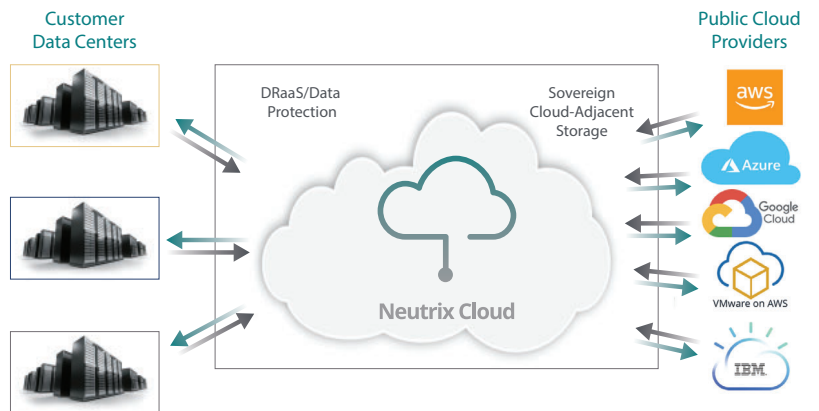 Customer
Data Centers
Public Cloud
Providers
DRaaS/Data
Protection
Sovereign
Cloud-Adjacent
Storage
aws
Azure
Google
Cloud
VMware on AWS
IBM
Neutrix Cloud